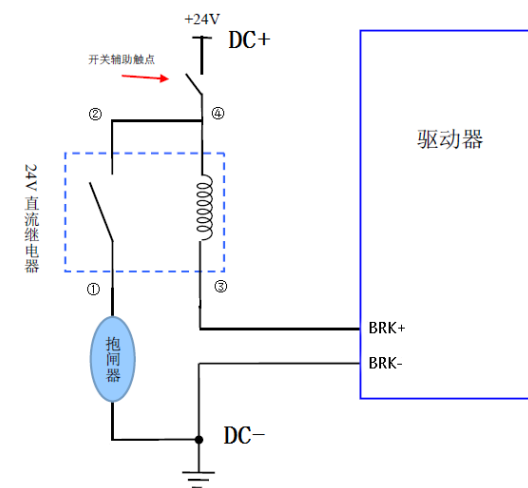 +24V
DC+
开关辅助触点
②
④
驱动器
24V 直流继电器
①
③
抱闸器
BRK+
BRK-
DC-